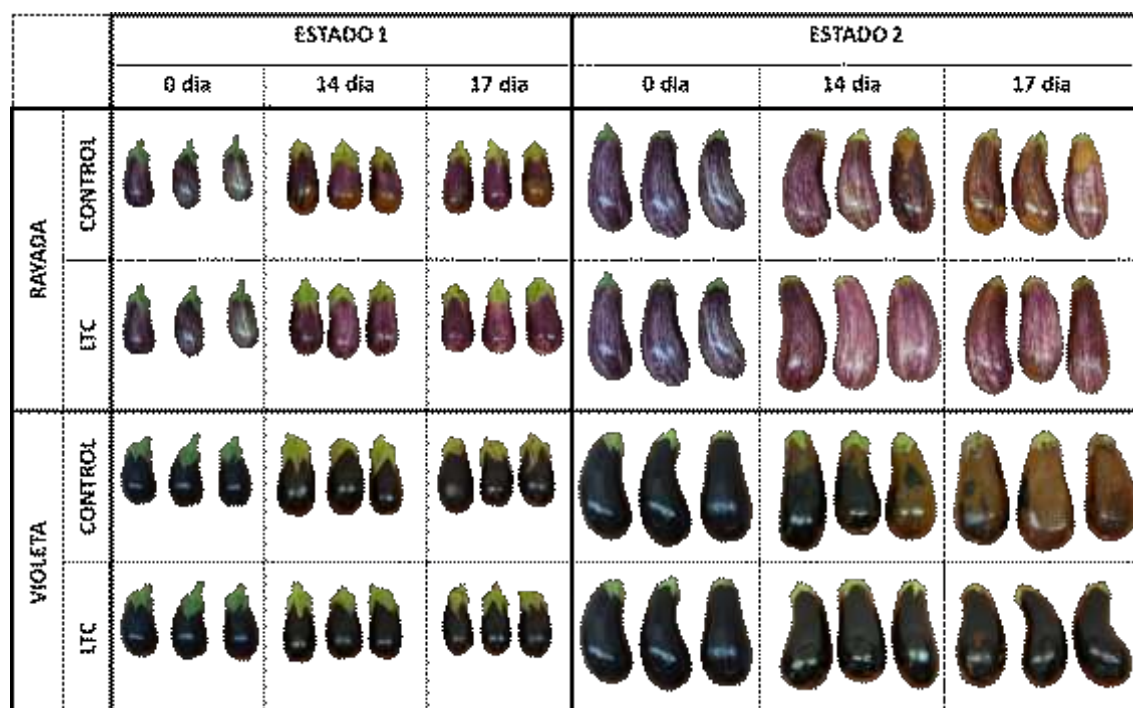 ESTADO 1
ESTADO 2
0 dia
14 dia
17 dia
0 dia
14 dia
17 dia
RAYADA
CONTROL
ETC
VIOLETA
CONTROL
LTC